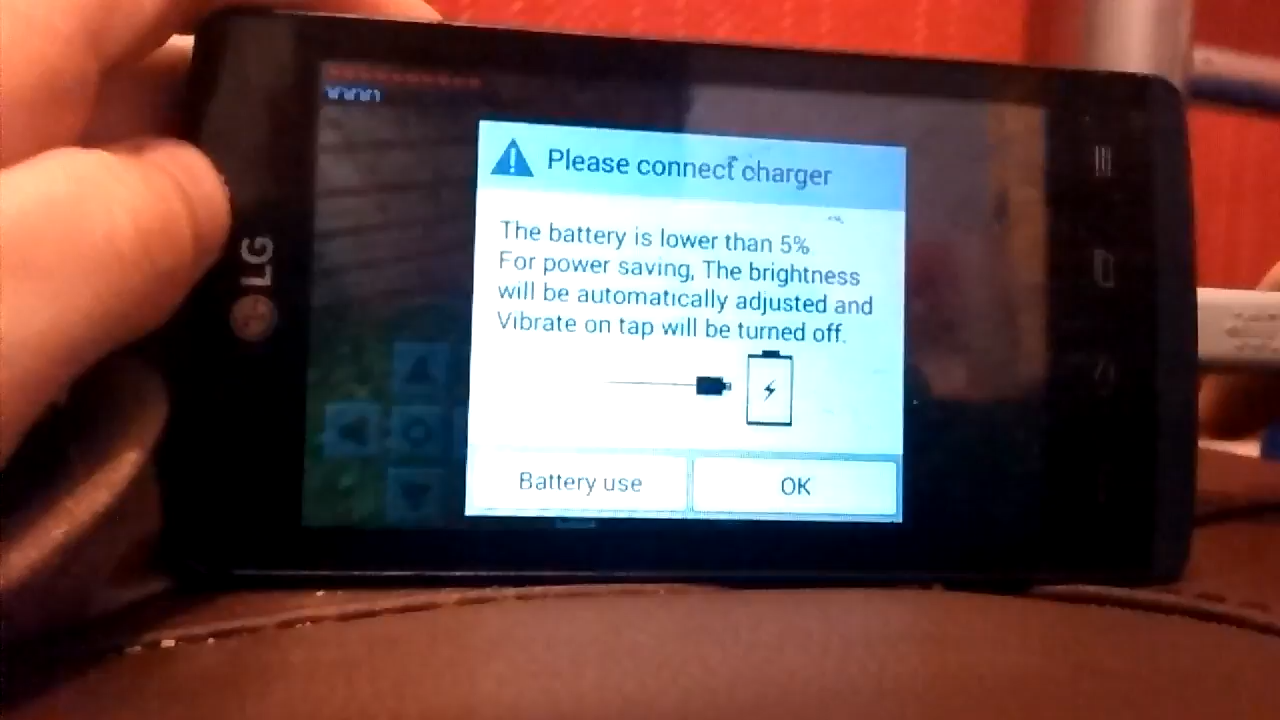 LG
Please connect charger
The battery is lower than 5%
For power saving, The brightness
will be automatically adjusted and
Vibrate on tap will be turned off.
Battery use
OK